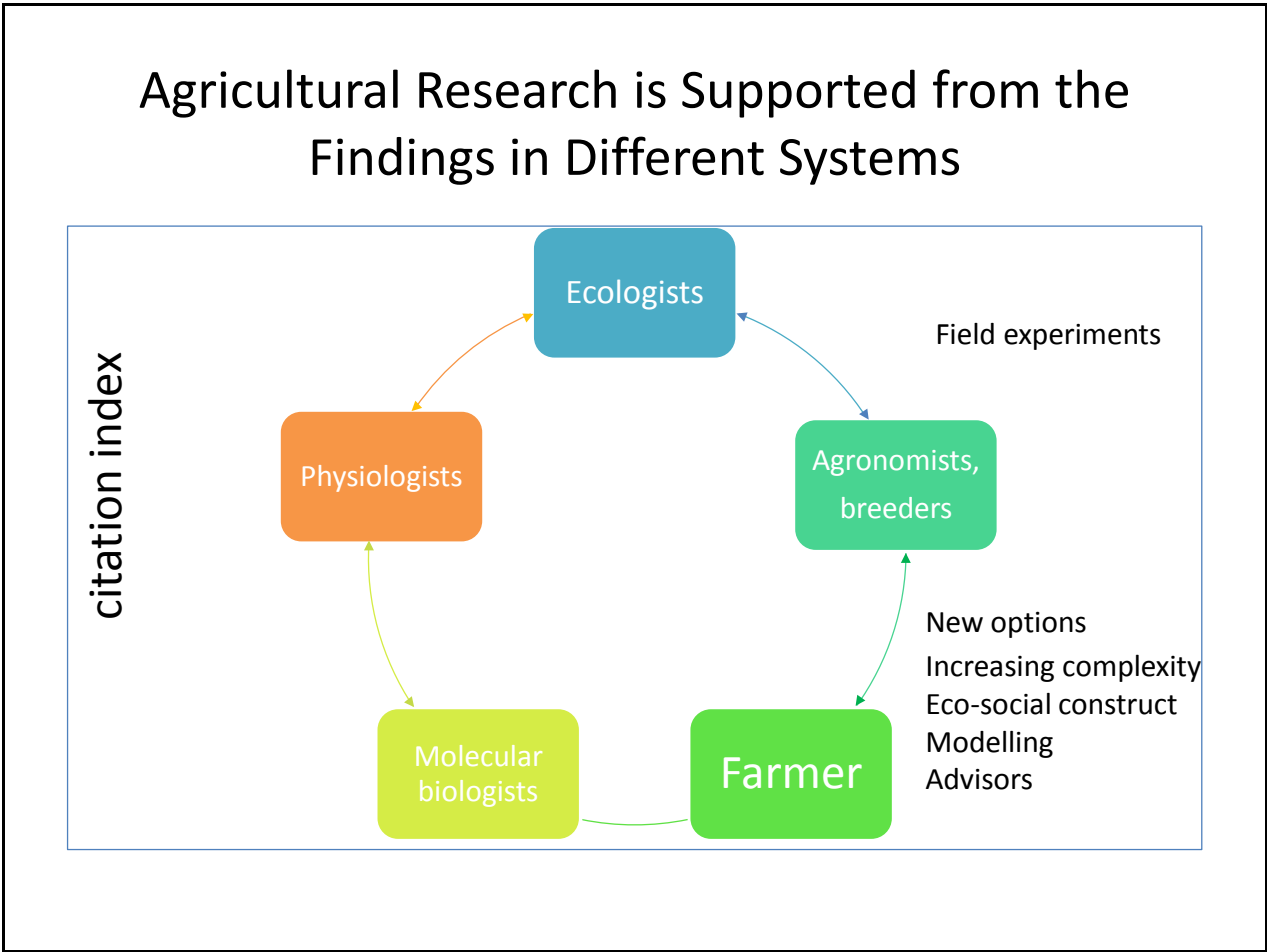 Agricultural Research is Supported from the
Findings in Different Systems
citation index
Ecologists
Field experiments
Physiologists
Agronomists,
breeders
New options
Increasing complexity
Eco-social construct
Modelling
Advisors
Molecular
biologists
Farmer